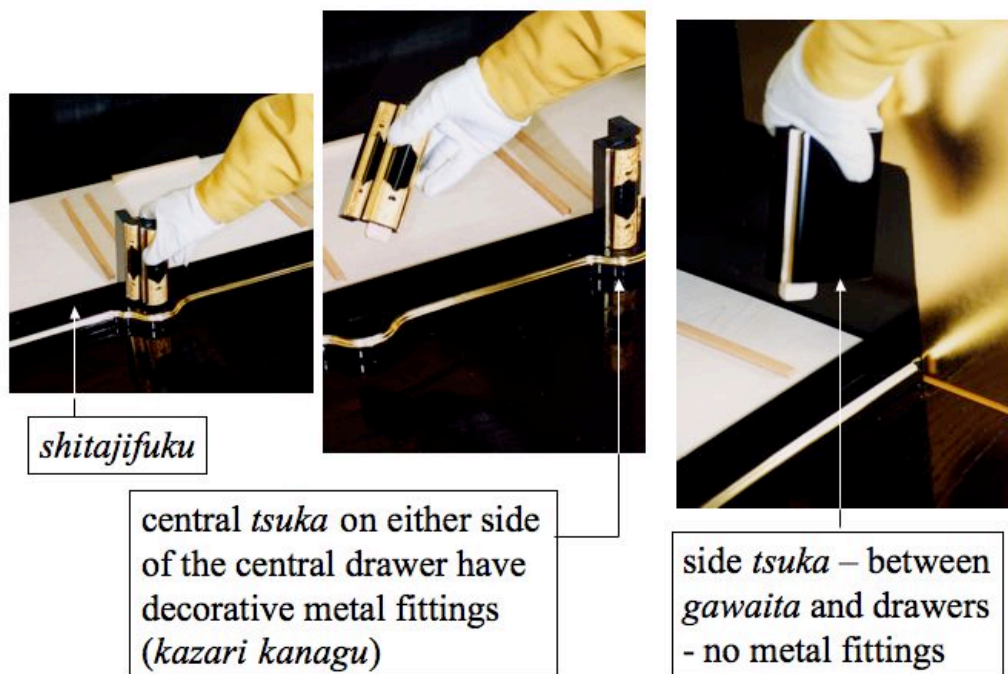 shitajifuku
central tsuka on either side
of the central drawer have
decorative metal fittings
(kazari kanagu)
side tsuka – between
gawaita and drawers
- no metal fittings